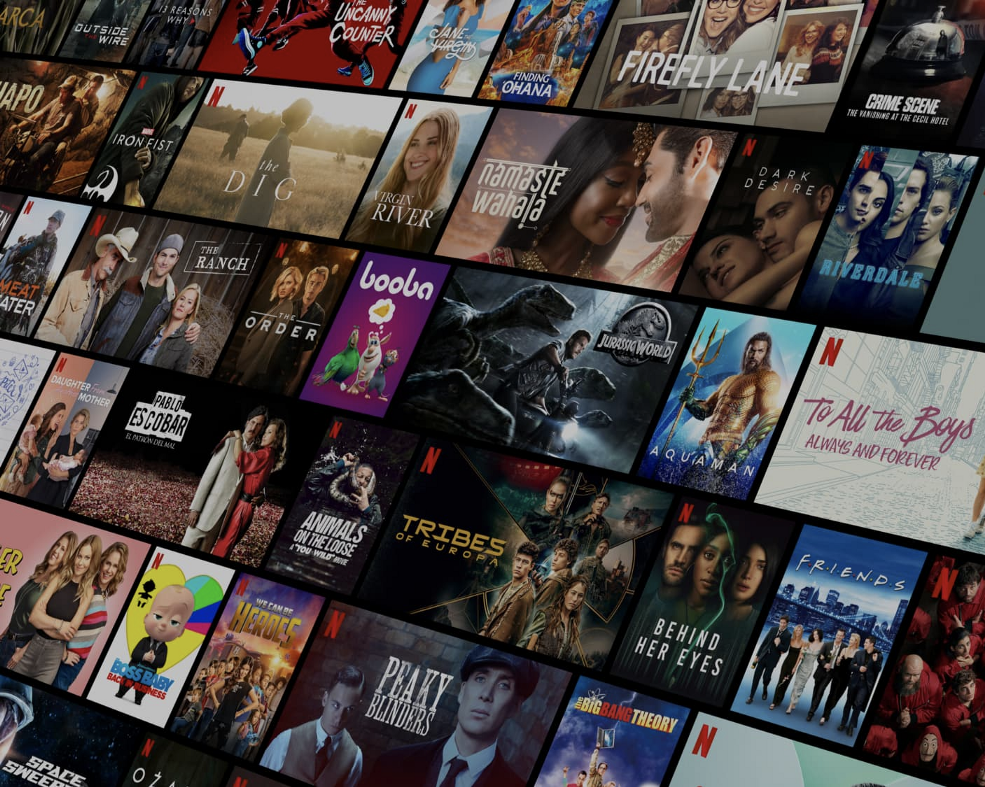 ARCA
OUTSIDE
THE
WIRE
13 REASONS
WHY
THE
UNCANNY
COUNTER
JANE
THE
VIRGIN
FINDING
OHANA
FIREFLY LANE
CRIME SCENE
THE VANISHING AT THE CECIL HOTEL
HAPO
MARVEL
IRON FIST
the
DIG
VIRGIN
RIVER
namaste
wahala
DARK
DESIRE
RIVERDALE
MEAT
EATER
THE
RANCH
THE
ORDER
booba
JURASSIC WORLD
AQUAMAN
To All the Boys
ALWAYS AND FOREVER
DAUGHTER
MOTHER
PABLO
ESCOBAR
EL PATRÓN DEL MAL
ANIMALS
ON THE LOOSE
A "YOU VS WILD" MOVIE
TRIBES
OF EUROPA
BEHIND
HER EYES
F·R·I·E·N·D·S
THE
BOSS BABY
BACK IN BUSINESS
WE CAN BE
HEROES
PEAKY
BLINDERS
THE
BIG BANG THEORY
SPACE
SWEEPERS